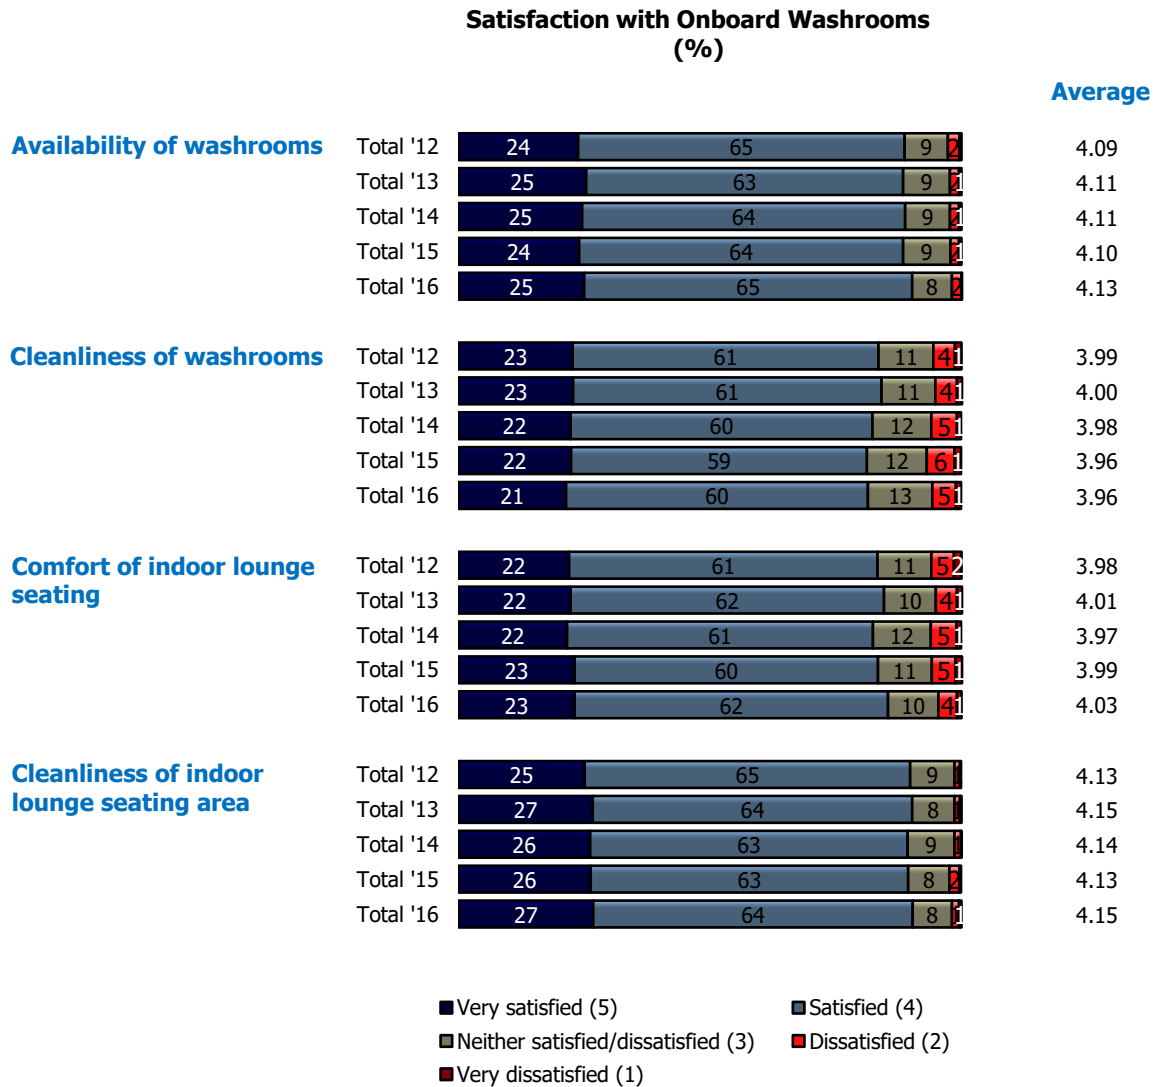 Satisfaction with Onboard Washrooms
(%)
Average
Availability of washrooms
Total '12 24 65 9 2 4.09
Total '13 25 63 9 2 1 4.11
Total '14 25 64 9 2 1 4.11
Total '15 24 64 9 2 1 4.10
Total '16 25 65 8 2 4.13
Cleanliness of washrooms
Total '12 23 61 11 4 1 3.99
Total '13 23 61 11 4 1 4.00
Total '14 22 60 12 5 1 3.98
Total '15 22 59 12 6 1 3.96
Total '16 21 60 13 5 1 3.96
Comfort of indoor lounge
seating
Total '12 22 61 11 5 2 3.98
Total '13 22 62 10 4 1 4.01
Total '14 22 61 12 5 1 3.97
Total '15 23 60 11 5 1 3.99
Total '16 23 62 10 4 1 4.03
Cleanliness of indoor
lounge seating area
Total '12 25 65 9 1 4.13
Total '13 27 64 8 1 4.15
Total '14 26 63 9 1 4.14
Total '15 26 63 8 2 4.13
Total '16 27 64 8 1 1 4.15
Very satisfied (5)
Satisfied (4)
Neither satisfied/dissatisfied (3)
Dissatisfied (2)
Very dissatisfied (1)